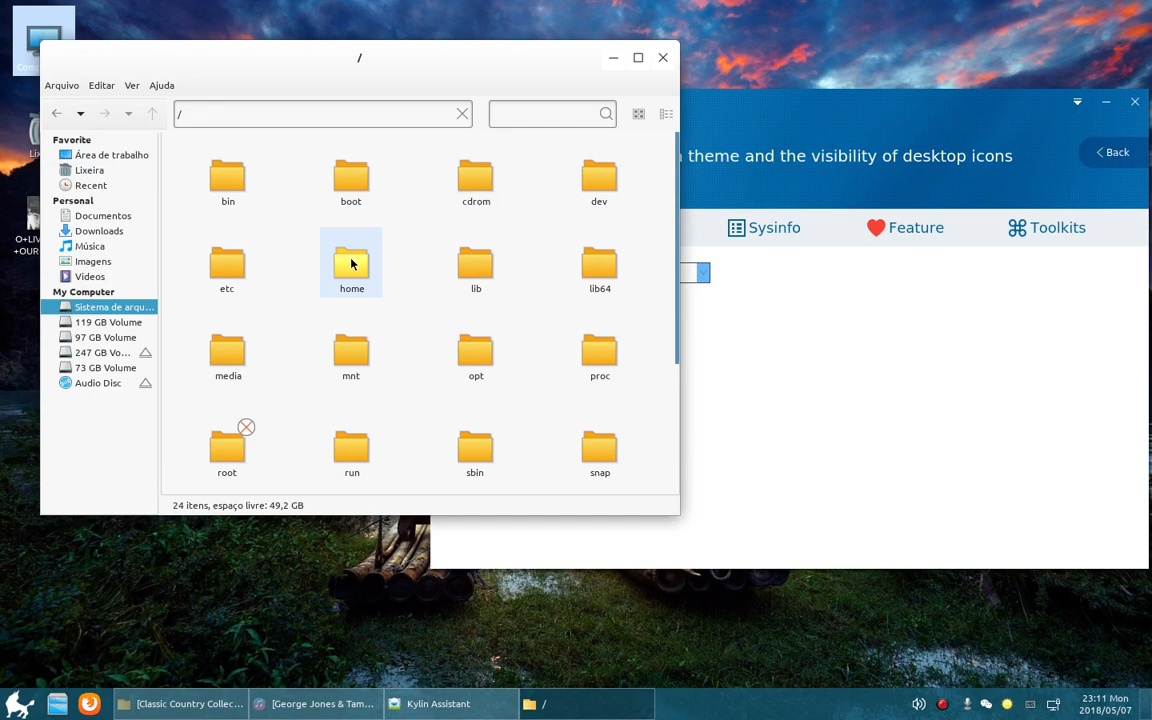 /
Arquivo Editar Ver Ajuda
/
Favorite
Área de trabalho
Lixeira
Recent
Personal
Documentos
Downloads
Música
Imagens
Vídeos
My Computer
Sistema de arqu...
119 GB Volume
97 GB Volume
247 GB Vo...
73 GB Volume
Audio Disc
bin boot cdrom dev
etc home lib lib64
media mnt opt proc
root run sbin snap
24 itens, espaço livre: 49,2 GB
theme and the visibility of desktop icons
< Back
Sysinfo Feature Toolkits
O+LIV
+OUR
[Classic Country Collec... [George Jones & Tam... Kylin Assistant /
23:11 Mon
2018/05/07